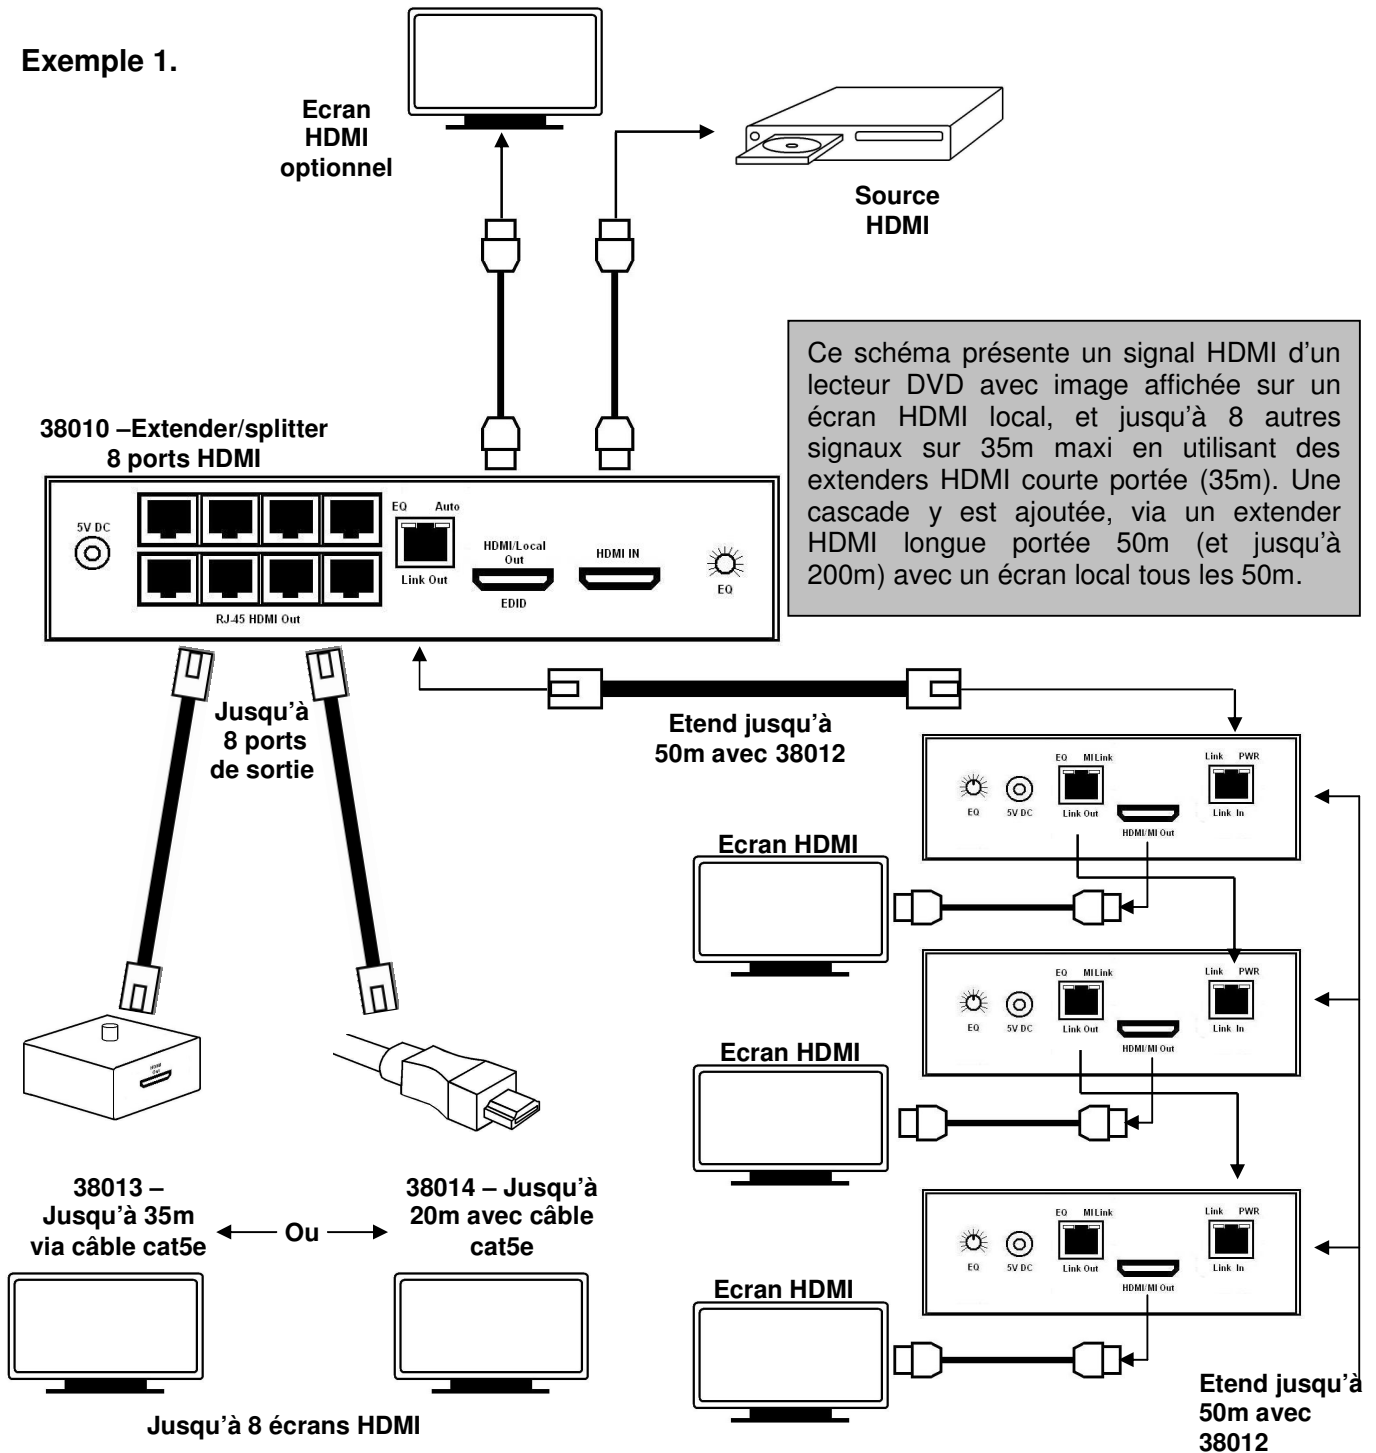 Exemple 1.
Ecran
HDMI
optionnel
Source
HDMI
Ce schéma présente un signal HDMI d'un
lecteur DVD avec image affichée sur un
écran HDMI local, et jusqu'à 8 autres
signaux sur 35m maxi en utilisant des
extenders HDMI courte portée (35m). Une
cascade y est ajoutée, via un extender
HDMI longue portée 50m (et jusqu'à
200m) avec un écran local tous les 50m.
38010 –Extender/splitter
8 ports HDMI
5V DC
RJ-45 HDMI Out
EQ Auto
Link Out
HDMI/Local
Out
EDID
HDMI IN
EQ
Jusqu'à
8 ports
de sortie
Etend jusqu'à
50m avec 38012
EQ MI Link
Link PWR
EQ
5V DC
Link Out
HDMI/MI Out
Link In
Ecran HDMI
EQ MI Link
Link PWR
EQ
5V DC
Link Out
HDMI/MI Out
Link In
Ecran HDMI
HDMI
Out
EQ MI Link
Link PWR
EQ
5V DC
Link Out
HDMI/MI Out
Link In
Ecran HDMI
38013 –
Jusqu'à 35m
via câble cat5e
Ou
38014 – Jusqu'à
20m avec câble
cat5e
Jusqu'à 8 écrans HDMI
Etend jusqu'à
50m avec
38012